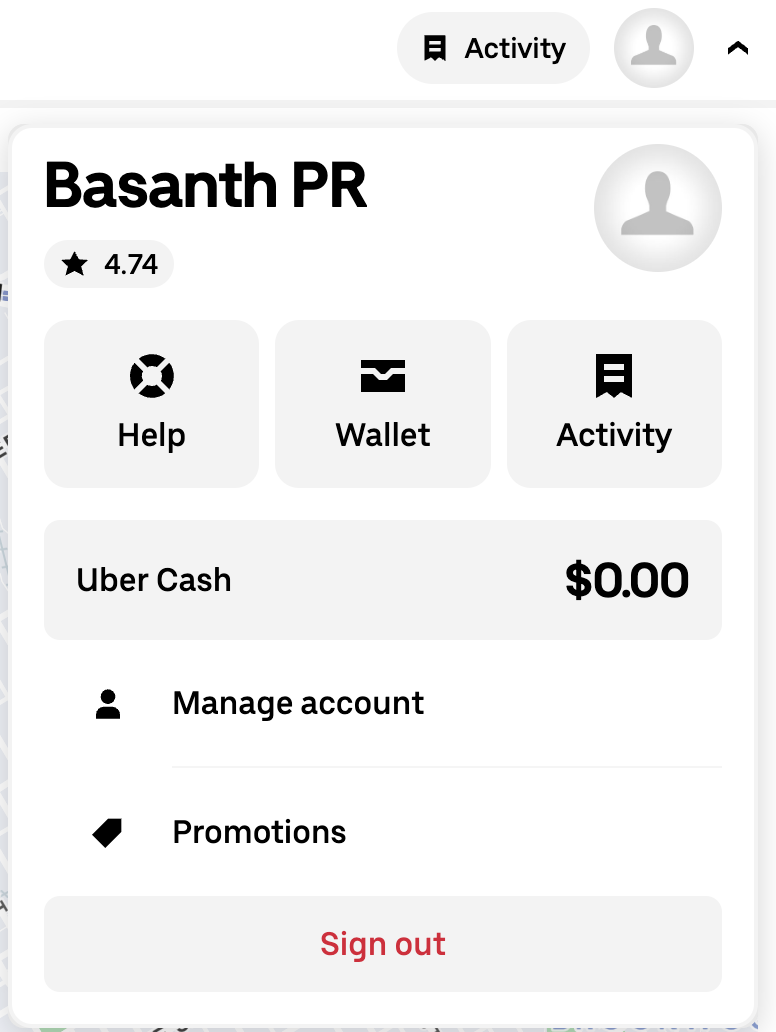 Activity
Basanth PR
4.74
Help
Wallet
Activity
Uber Cash
$0.00
Manage account
Promotions
Sign out